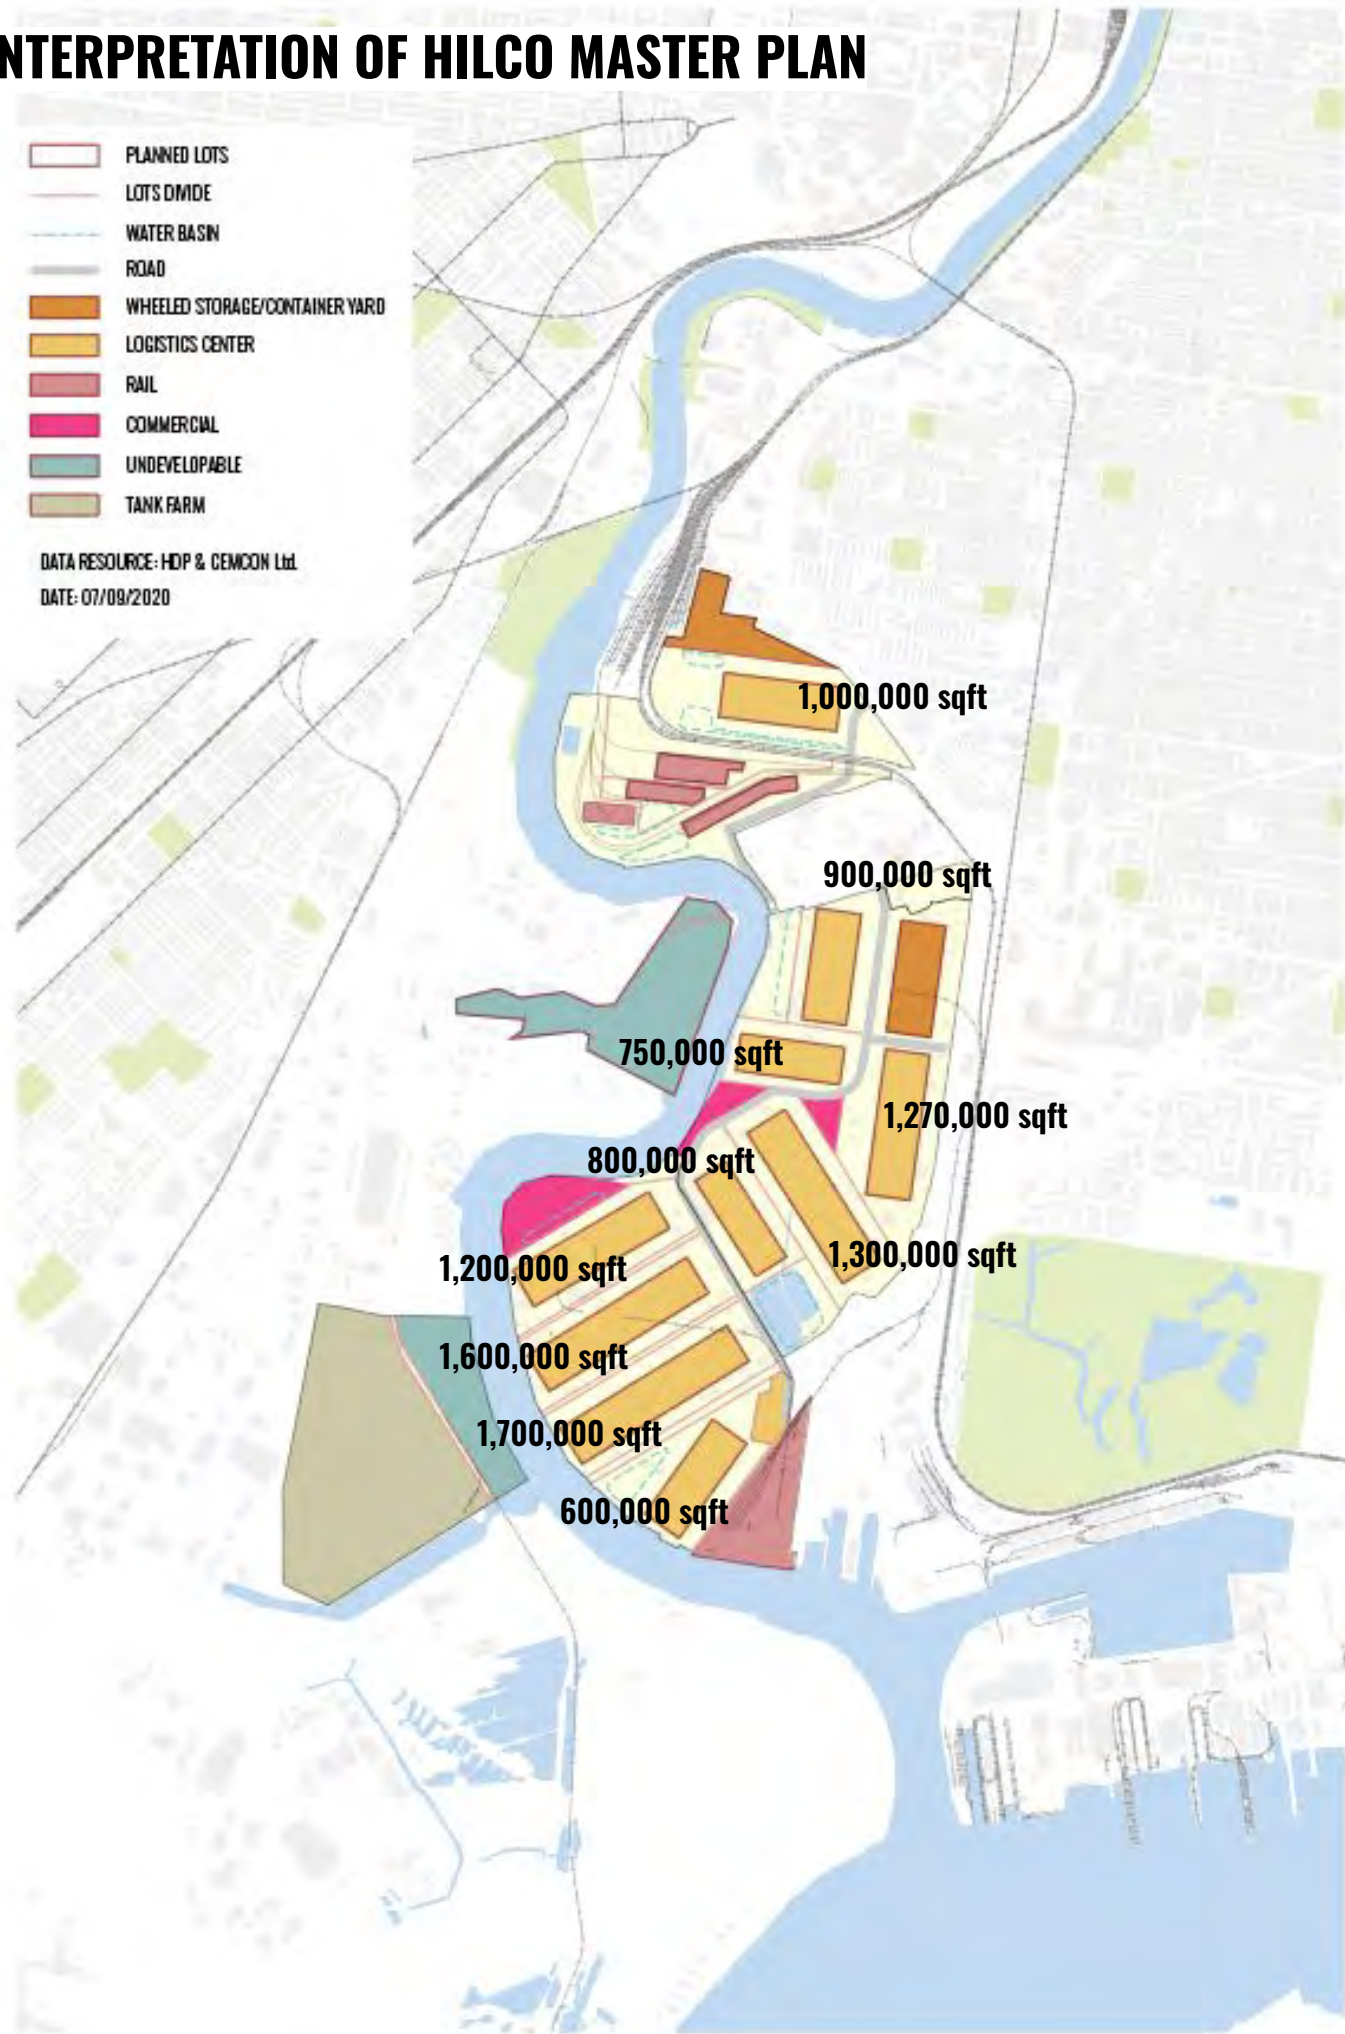 NTERPRETATION OF HILCO MASTER PLAN
PLANNED LOTS
LOTS DIVIDE
WATER BASIN
ROAD
WHEELED STORAGE/CONTAINER YARD
LOGISTICS CENTER
RAIL
COMMERCIAL
UNDEVELOPABLE
TANK FARM
DATA RESOURCE: HDP & CEMCON Ltd.
DATE: 07/09/2020
1,000,000 sqft
900,000 sqft
750,000 sqft
1,270,000 sqft
800,000 sqft
1,300,000 sqft
1,200,000 sqft
1,600,000 sqft
1,700,000 sqft
600,000 sqft